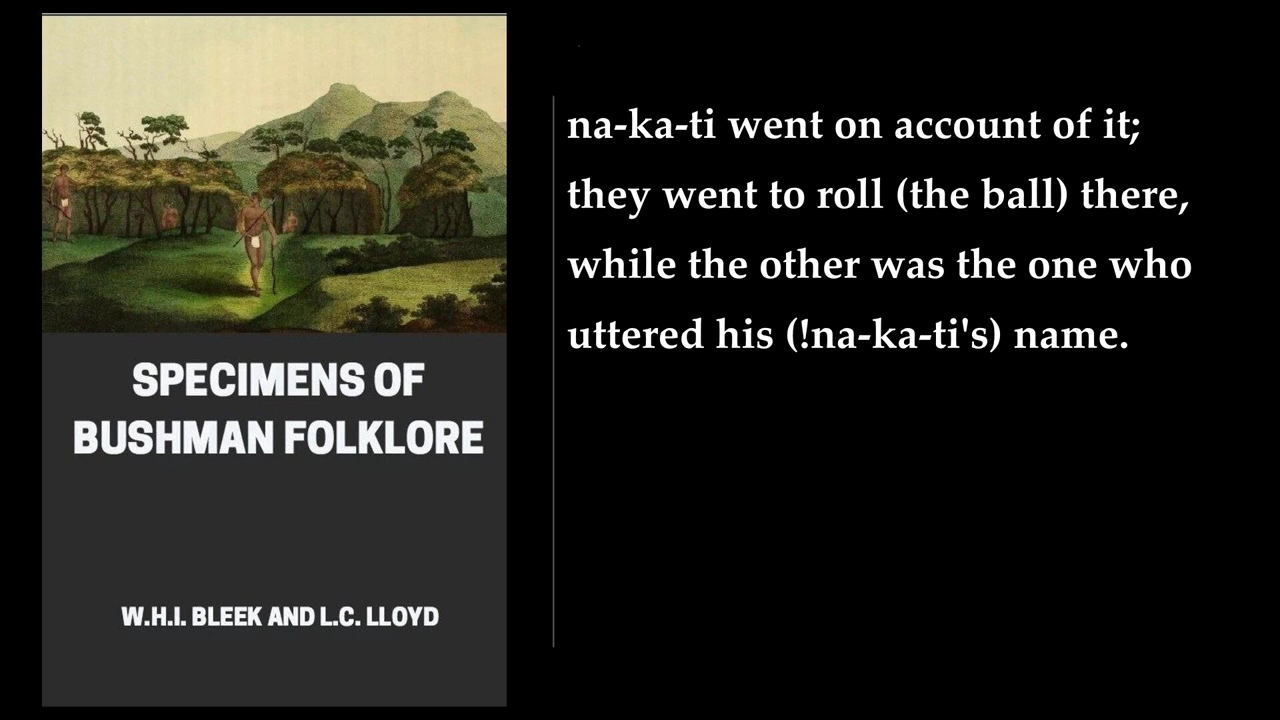 SPECIMENS OF
BUSHMAN FOLKLORE
W.H.I. BLEEK AND L.C. LLOYD
na-ka-ti went on account of it;
they went to roll (the ball) there,
while the other was the one who
uttered his (!na-ka-ti's) name.